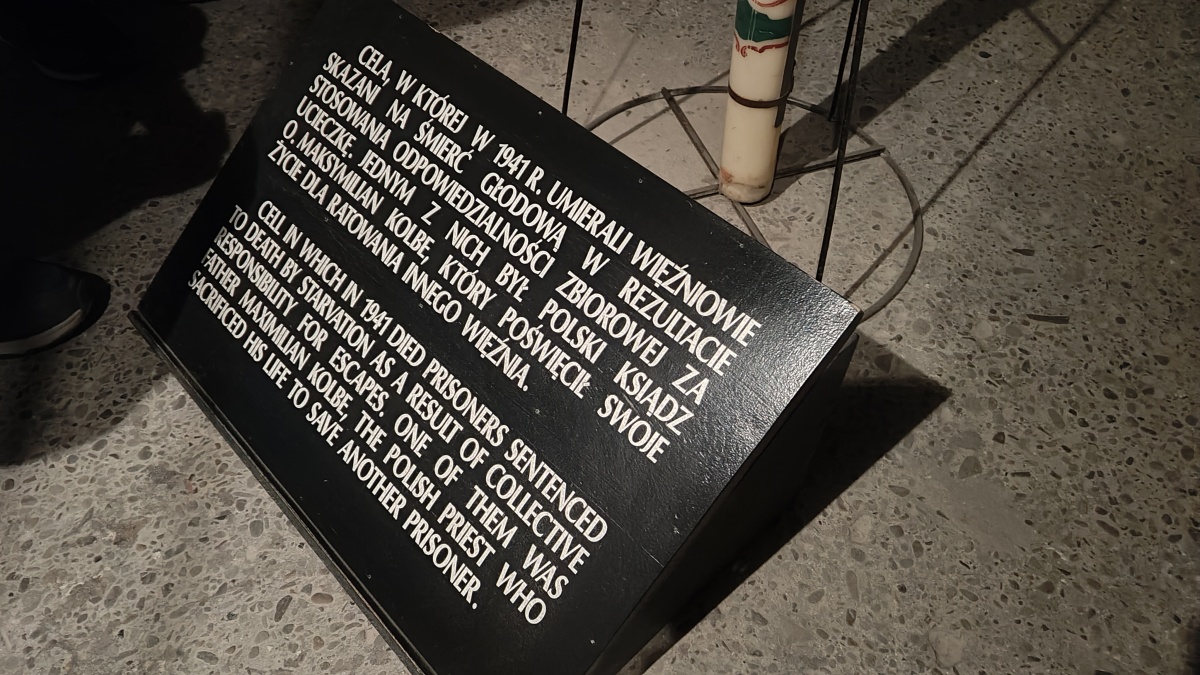 CELA, W KTÓREJ W 1941 R. UMIERALI WIĘŹNIOWIE
SKAZANI NA ŚMIERĆ GŁODOWĄ W REZULTACIE
STOSOWANIA ODPOWIEDZIALNOŚCI ZBIOROWEJ ZA
UCIECZKĘ. JEDNYM Z NICH BYŁ POLSKI KSIĄDZ
O. MAKSYMILIAN KOLBE, KTÓRY POŚWIĘCIŁ SWOJE
ŻYCIE DLA RATOWANIA INNEGO WIĘŹNIA.
CELL IN WHICH IN 1941 DIED PRISONERS SENTENCED
TO DEATH BY STARVATION AS A RESULT OF COLLECTIVE
RESPONSIBILITY FOR ESCAPES. ONE OF THEM WAS
FATHER MAXIMILIAN KOLBE, THE POLISH PRIEST WHO
SACRIFICED HIS LIFE TO SAVE ANOTHER PRISONER.